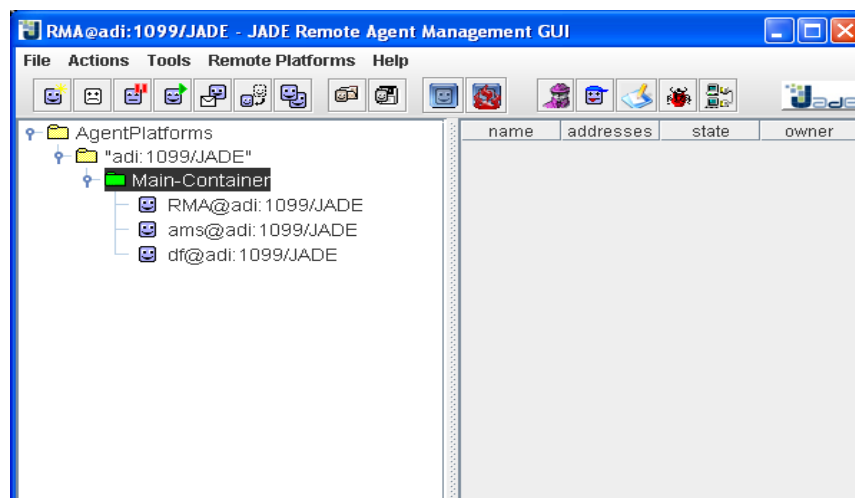 RMA@adi:1099/JADE - JADE Remote Agent Management GUI
File Actions Tools Remote Platforms Help
Jade
name addresses state owner
AgentPlatforms
"adi:1099/JADE"
Main-Container
RMA@adi:1099/JADE
ams@adi:1099/JADE
df@adi:1099/JADE